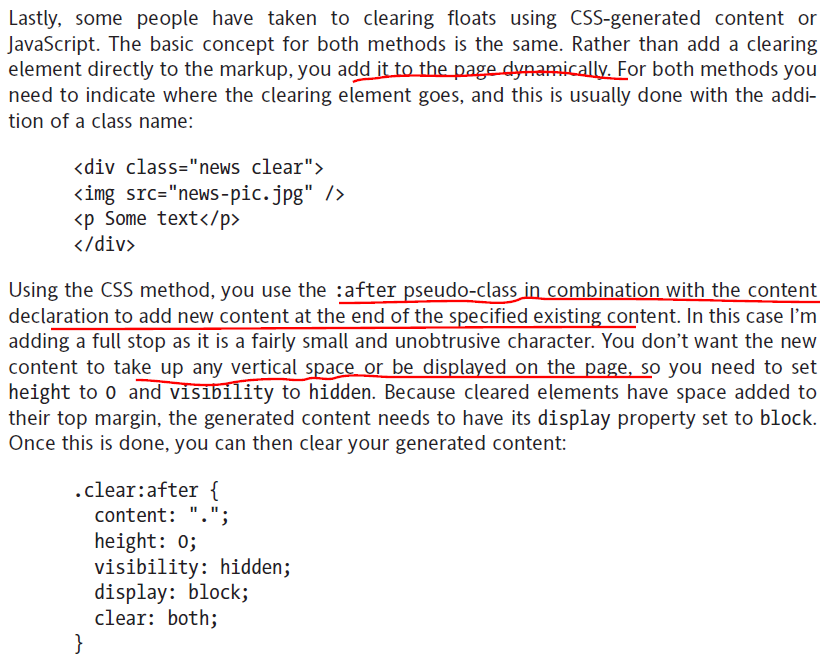 Lastly, some people have taken to clearing floats using CSS-generated content or
JavaScript. The basic concept for both methods is the same. Rather than add a clearing
element directly to the markup, you add it to the page dynamically. For both methods you
need to indicate where the clearing element goes, and this is usually done with the addi-
tion of a class name:
<div class="news clear">
<img src="news-pic.jpg" />
<p Some text</p>
</div>
Using the CSS method, you use the :after pseudo-class in combination with the content
declaration to add new content at the end of the specified existing content. In this case I’m
adding a full stop as it is a fairly small and unobtrusive character. You don’t want the new
content to take up any vertical space or be displayed on the page, so you need to set
height to 0 and visibility to hidden. Because cleared elements have space added to
their top margin, the generated content needs to have its display property set to block.
Once this is done, you can then clear your generated content:
.clear:after {
content: ".";
height: 0;
visibility: hidden;
display: block;
clear: both;
}